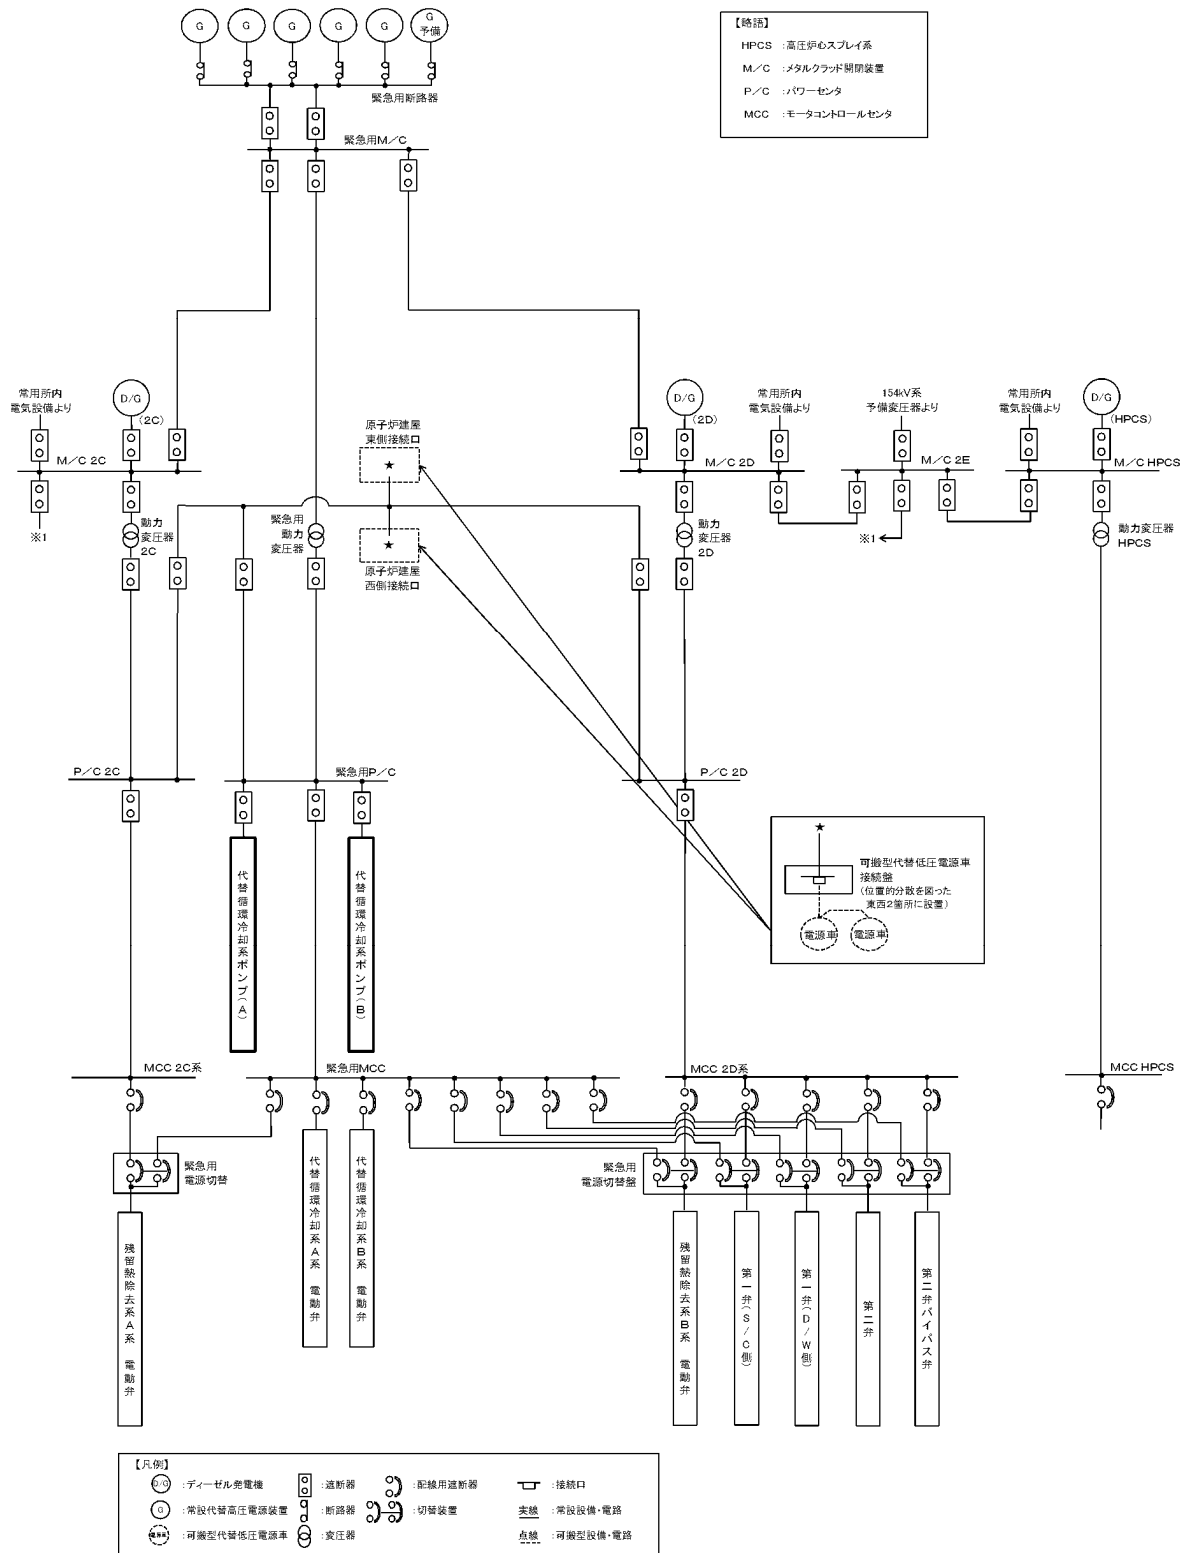 G
G
G
G
G
G
予備
緊急用断路器
緊急用M/C
【略語】
HPCS :高圧炉心スプレイ系
M/C :メタルクラッド開閉装置
P/C :パワーセンタ
MCC :モータコントロールセンタ
常用所内
電気設備より
D/G
(2C)
M/C 2C
※1
動力
変圧器
2C
緊急用
動力
変圧器
原子炉建屋
東側接続口
★
★
原子炉建屋
西側接続口
D/G
(2D)
M/C 2D
動力
変圧器
2D
常用所内
電気設備より
154kV系
予備変圧器より
M/C 2E
※1
常用所内
電気設備より
D/G
(HPCS)
M/C HPCS
動力変圧器
HPCS
P/C 2C
緊急用P/C
P/C 2D
代替循環冷却系ポンプ(A)
代替循環冷却系ポンプ(B)
★
可搬型代替低圧電源車
接続盤
(位置的分散を図った
東西2箇所に設置)
電源車
電源車
MCC 2C系
緊急用MCC
MCC 2D系
MCC HPCS
緊急用
電源切替
緊急用
電源切替盤
残留熱除去系A系 電動弁
代替循環冷却系A系 電動弁
代替循環冷却系B系 電動弁
残留熱除去系B系 電動弁
第一弁(S/C側)
第一弁(D/W側)
第二弁
第二弁バイパス弁
【凡例】
D/G :ディーゼル発電機
:遮断器
:配線用遮断器
:接続口
G :常設代替高圧電源装置
:断路器
:切替装置
実線 :常設設備・電路
電源車 :可搬型代替低圧電源車
:変圧器
点線 :可搬型設備・電路